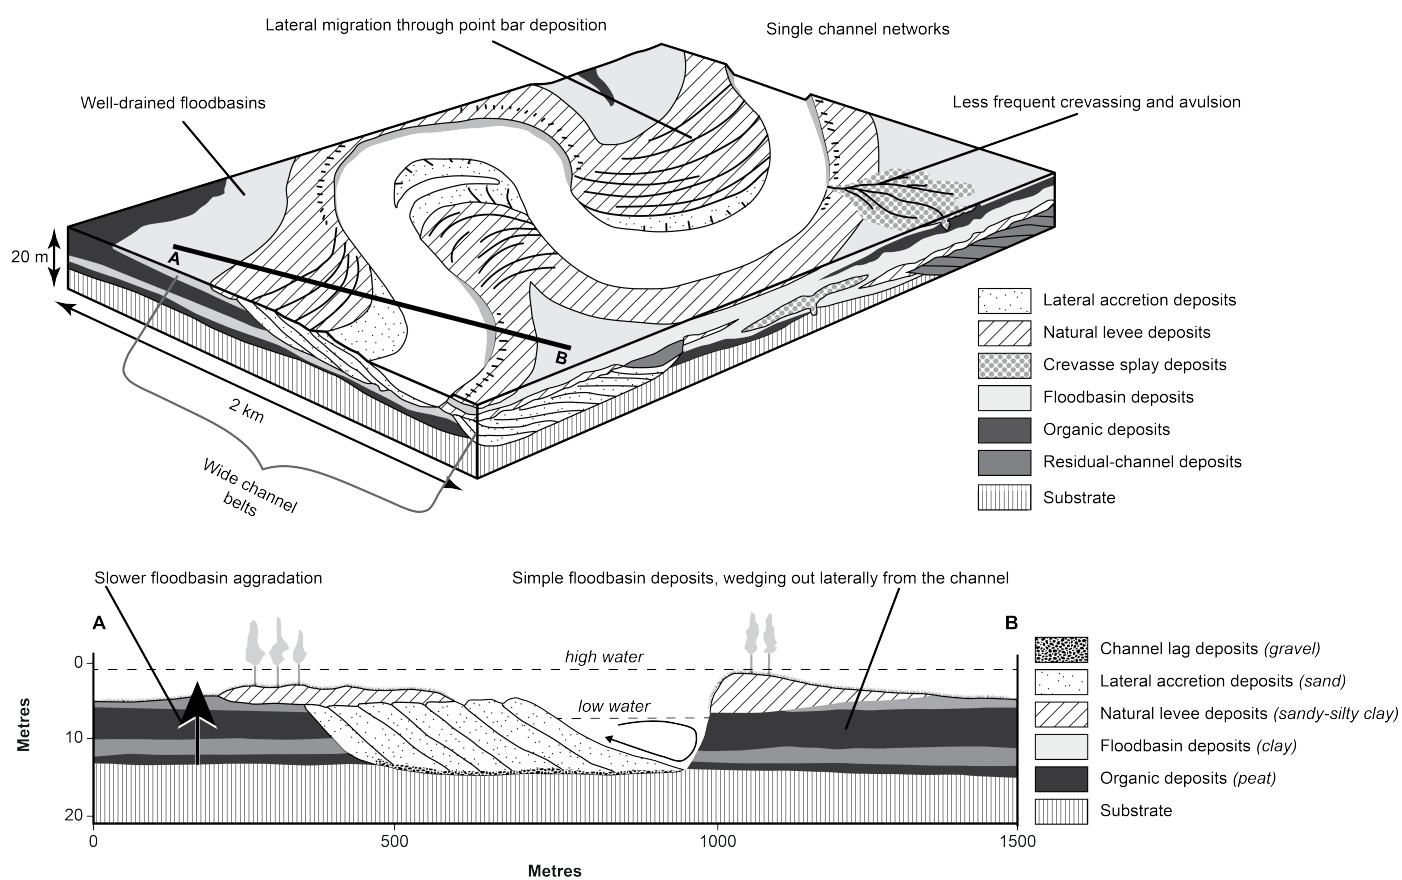 Lateral migration through point bar deposition
Single channel networks
Well-drained floodbasins
Less frequent crevassing and avulsion
20 m
A
B
2 km
Wide channel
belts
Lateral accretion deposits
Natural levee deposits
Crevasse splay deposits
Floodbasin deposits
Organic deposits
Residual-channel deposits
Substrate
Slower floodbasin aggradation
Simple floodbasin deposits, wedging out laterally from the channel
A
B
high water
low water
0
10
20
Metres
0
500
1000
1500
Metres
Channel lag deposits (gravel)
Lateral accretion deposits (sand)
Natural levee deposits (sandy-silty clay)
Floodbasin deposits (clay)
Organic deposits (peat)
Substrate